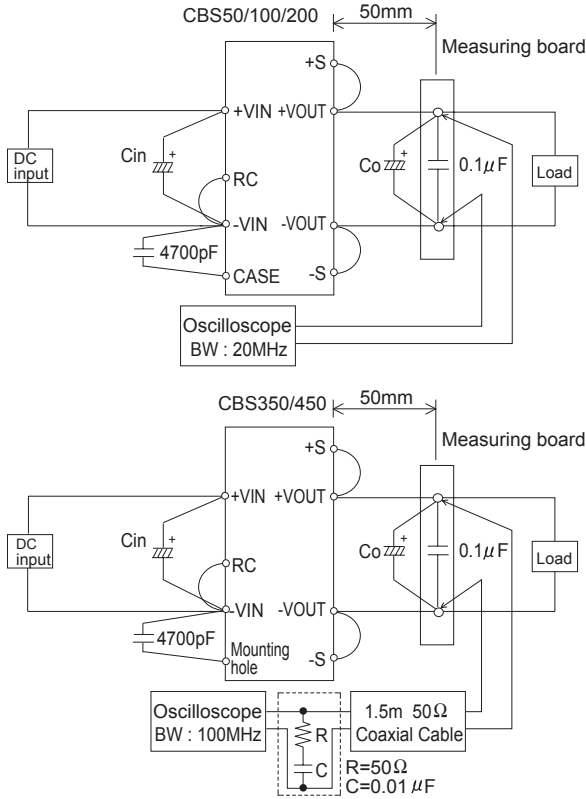 CBS50/100/200
50mm
Measuring board
+S
+VIN
+VOUT
DC
input
Cin
+
RC
Co
+
0.1μF
Load
-VIN
-VOUT
4700pF
CASE
-S
Oscilloscope
BW : 20MHz
CBS350/450
50mm
Measuring board
+S
+VIN
+VOUT
DC
input
Cin
+
RC
Co
+
0.1μF
Load
-VIN
-VOUT
4700pF
Mounting
hole
-S
Oscilloscope
BW : 100MHz
R
C
1.5m 50Ω
Coaxial Cable
R=50Ω
C=0.01 μF